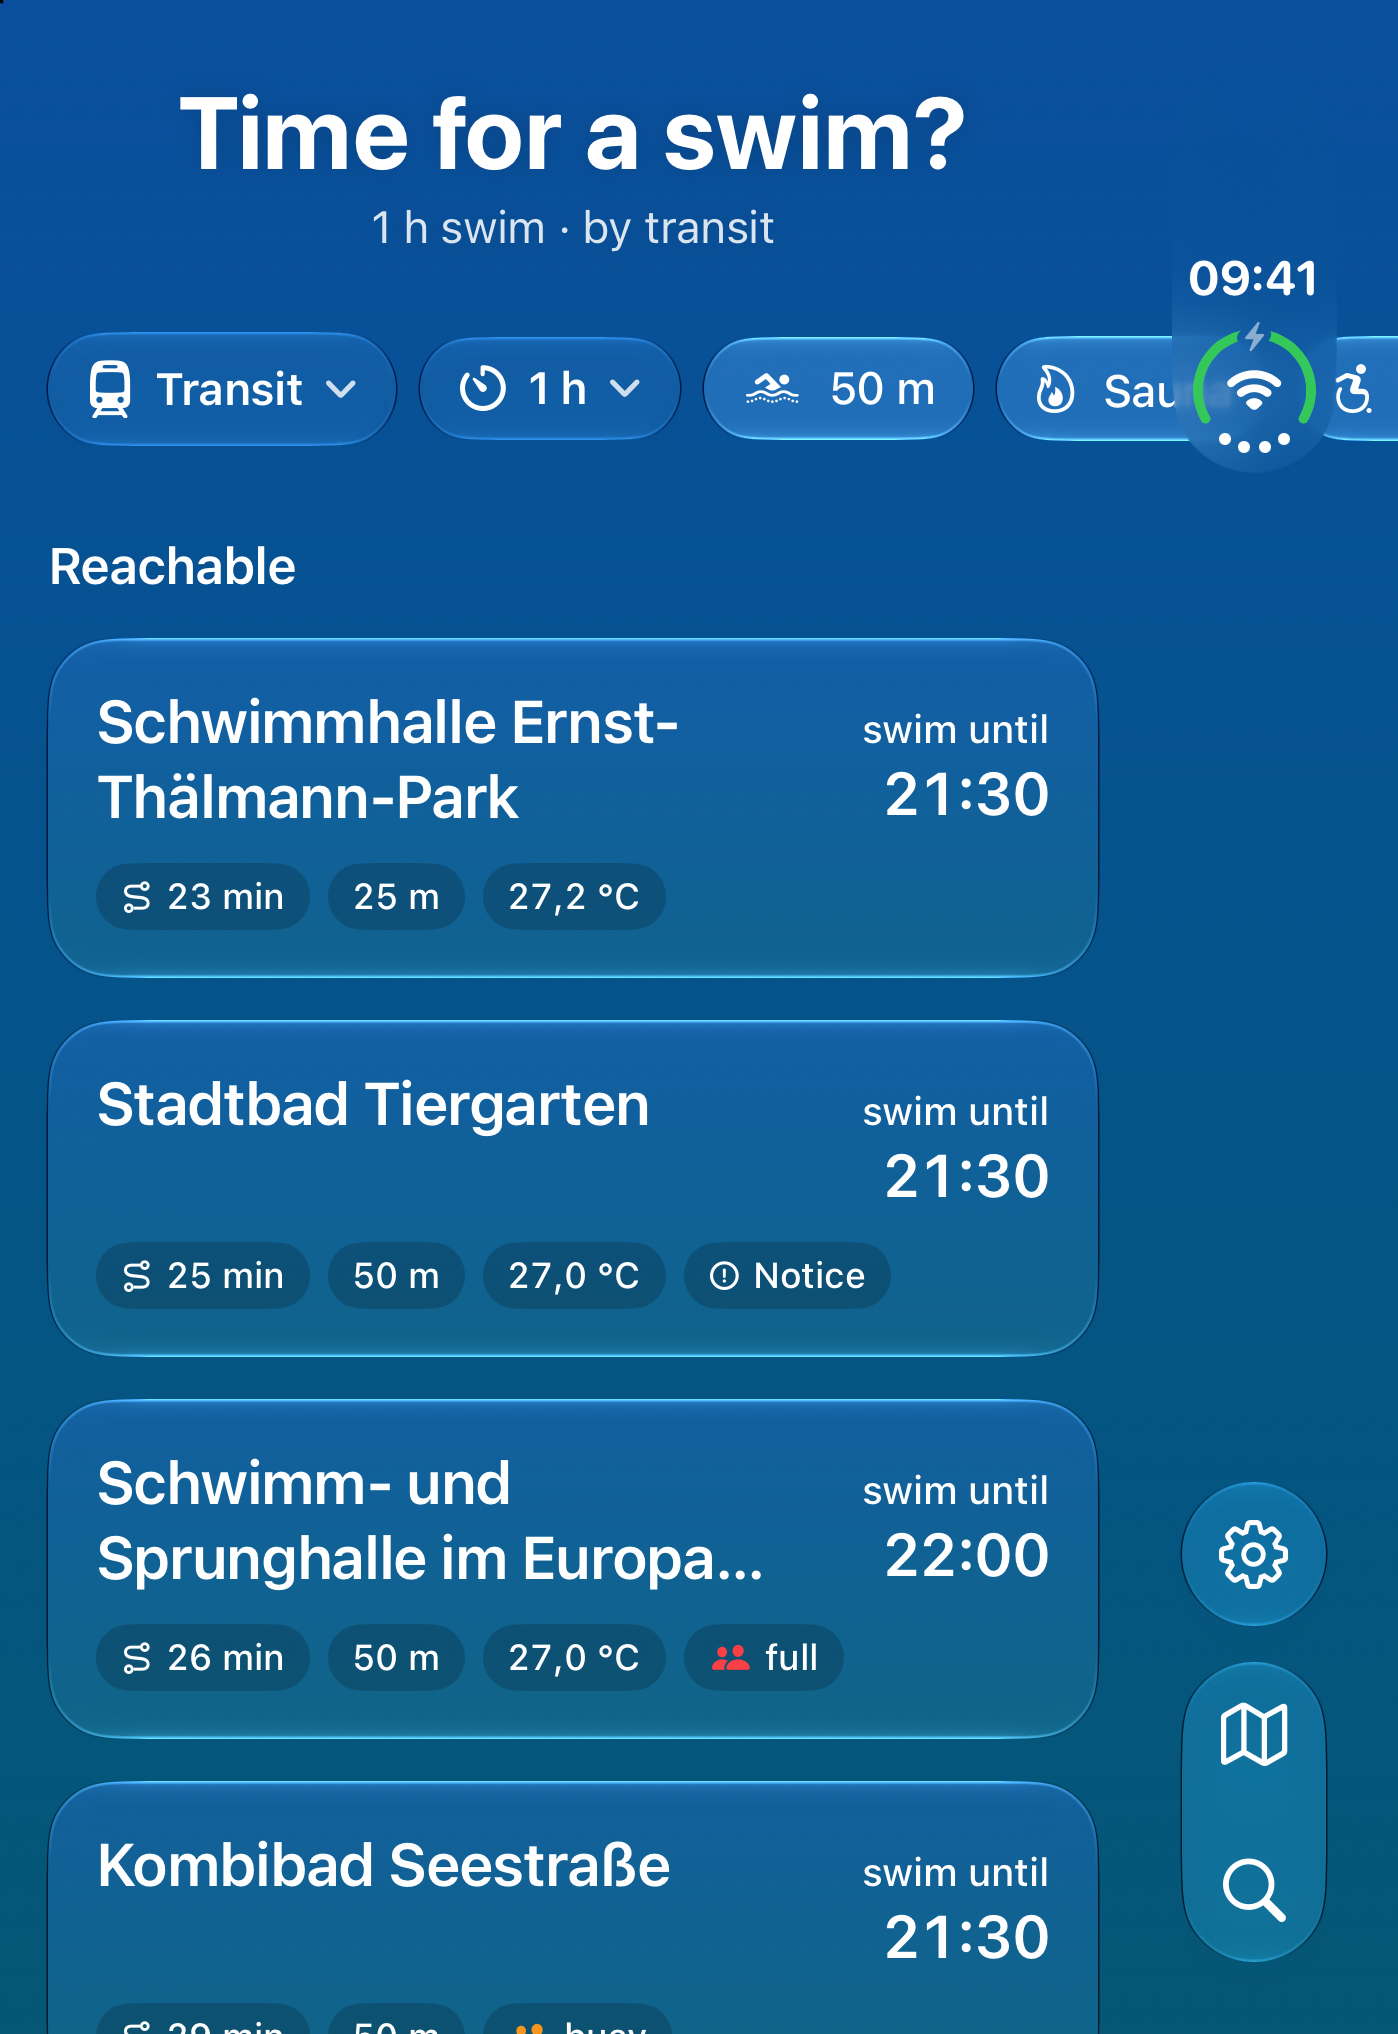 Time for a swim?
1 h swim · by transit
09:41
Transit
1 h
50 m
Reachable
Schwimmhalle Ernst-
Thälmann-Park
swim until
21:30
23 min
25 m
27,2 °C
Stadtbad Tiergarten
swim until
21:30
25 min
50 m
27,0 °C
Notice
Schwimm- und
Sprunghalle im Europa...
swim until
22:00
26 min
50 m
27,0 °C
full
Kombibad Seestraße
swim until
21:30
50 m
busy